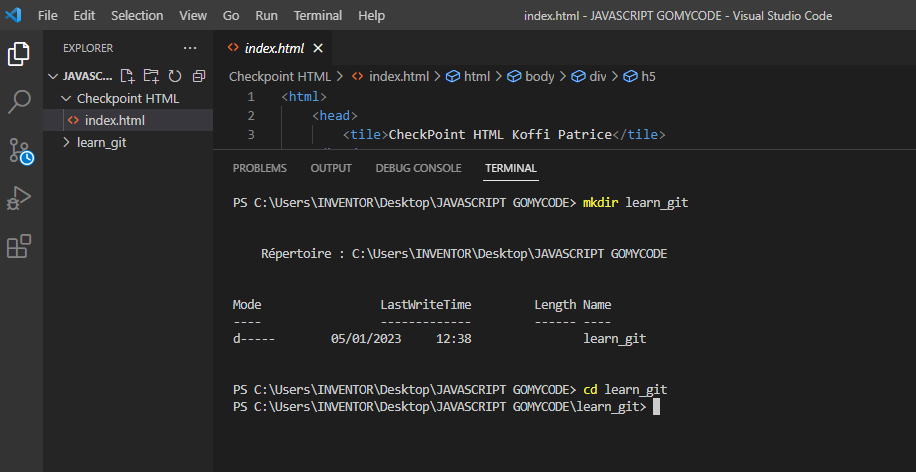 File Edit Selection View Go Run Terminal Help index.html - JAVASCRIPT GOMYCODE - Visual Studio Code
EXPLORER ···
JAVASC...
Checkpoint HTML
<> index.html
learn_git
<> index.html ×
Checkpoint HTML > <> index.html > html > body > div > h5
1 <html>
2 <head>
3 <tile>CheckPoint HTML Koffi Patrice</tile>
PROBLEMS OUTPUT DEBUG CONSOLE TERMINAL
PS C:\Users\INVENTOR\Desktop\JAVASCRIPT GOMYCODE> mkdir learn_git
Répertoire : C:\Users\INVENTOR\Desktop\JAVASCRIPT GOMYCODE
Mode LastWriteTime Length Name
---- ------------- ------ ----
d----- 05/01/2023 12:38 learn_git
PS C:\Users\INVENTOR\Desktop\JAVASCRIPT GOMYCODE> cd learn_git
PS C:\Users\INVENTOR\Desktop\JAVASCRIPT GOMYCODE\learn_git>